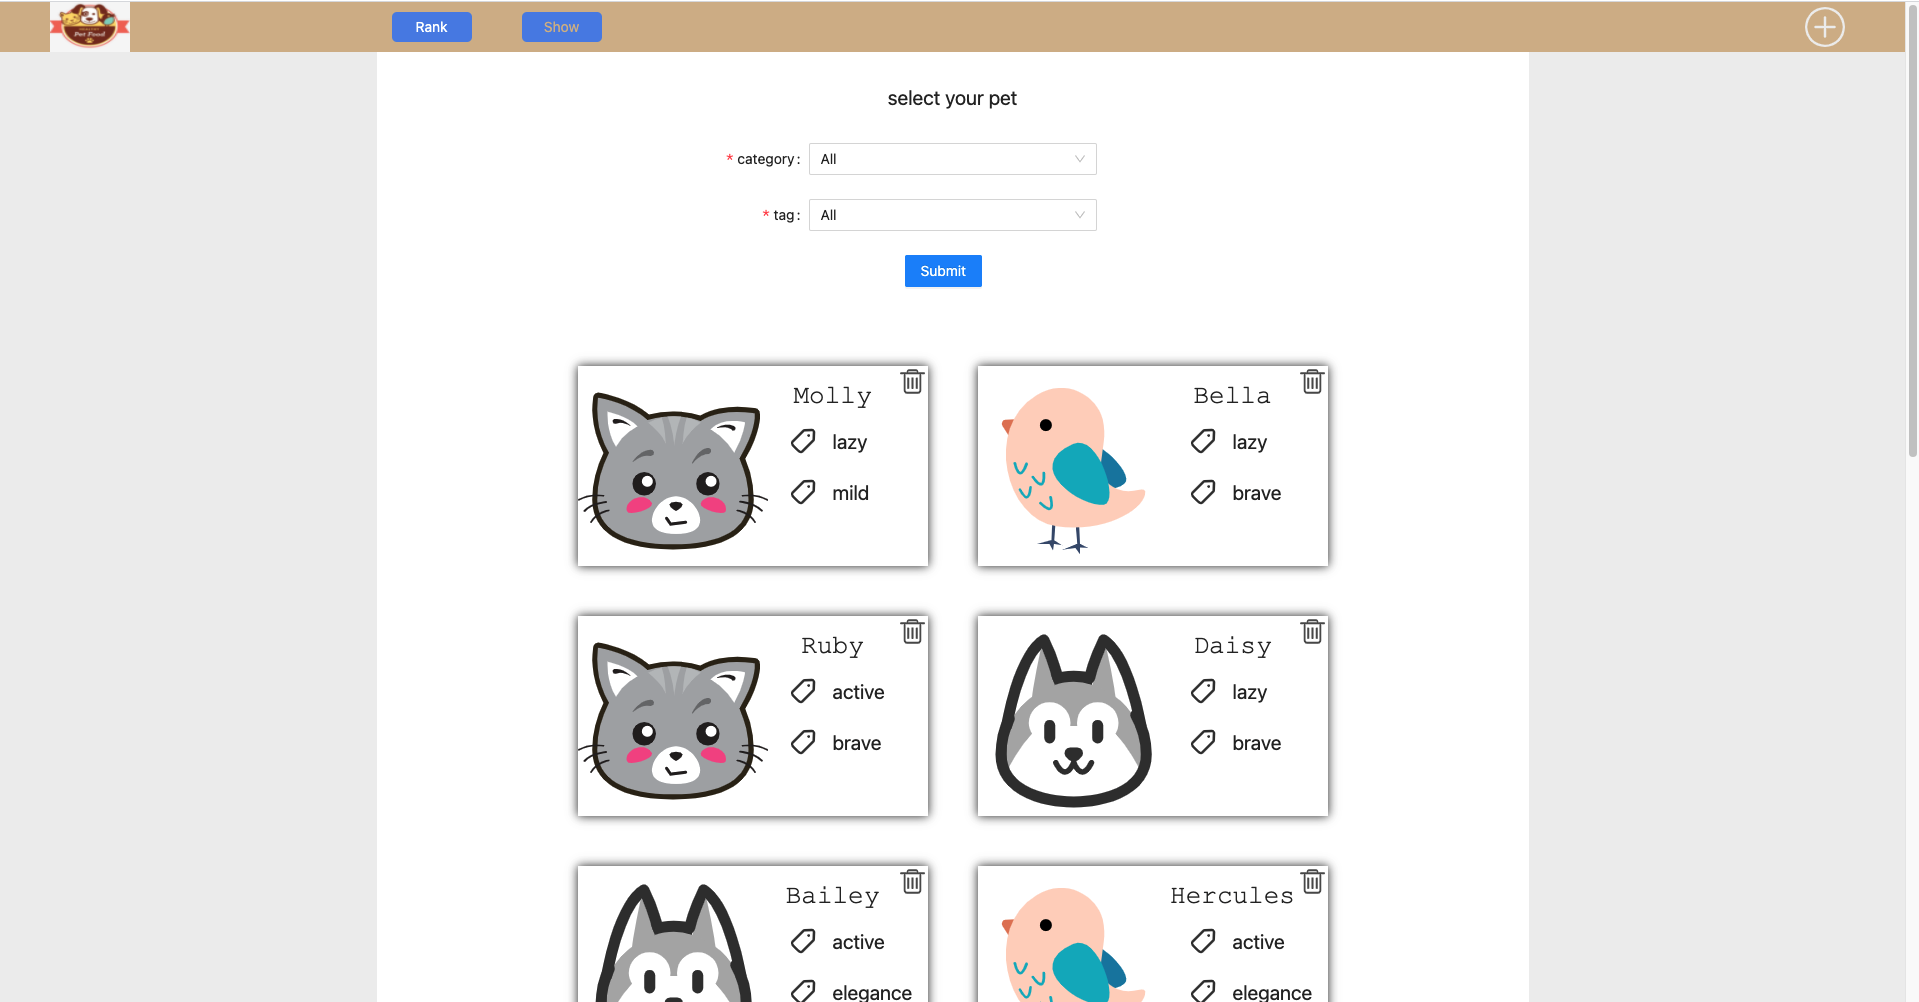 Pet Food
Rank
Show
select your pet
* category :
All
* tag :
All
Submit
Molly
lazy
mild
Bella
lazy
brave
Ruby
active
brave
Daisy
lazy
brave
Bailey
active
elegance
Hercules
active
elegance